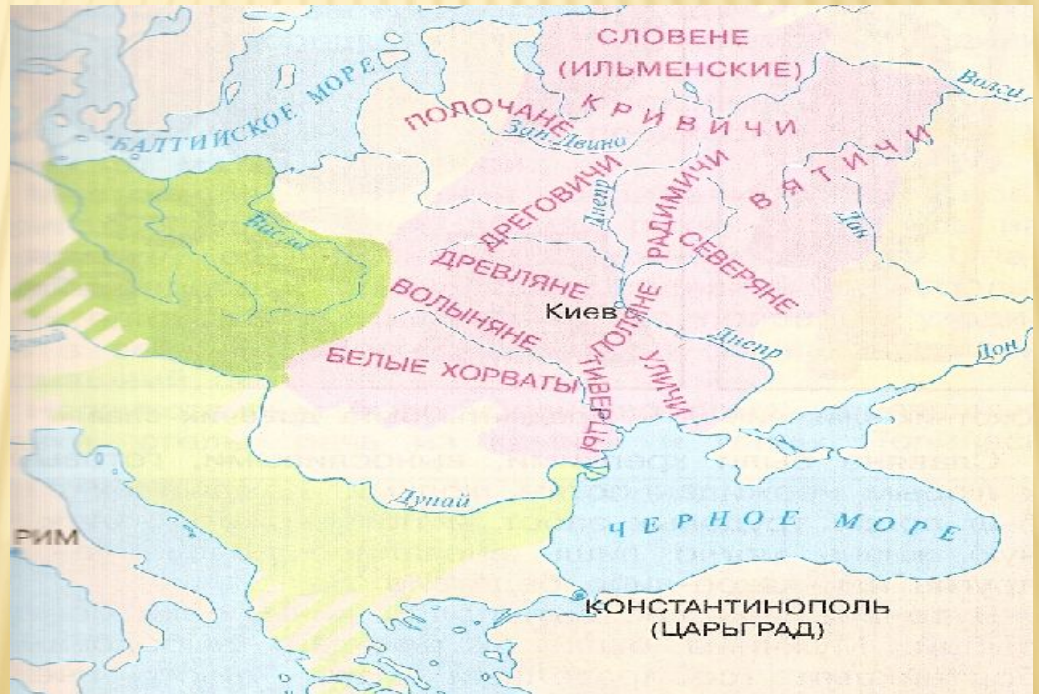 СЛОВЕНЕ
(ИЛЬМЕНСКИЕ)
БАЛТИЙСКОЕ МОРЕ
ПОЛОЧАНЕ
КРИВИЧИ
Волга
Зап Двина
ВЯТИЧИ
ДРЕГОВИЧИ
Днепр
РАДИМИЧИ
Дон
Висла
СЕВЕРЯНЕ
ДРЕВЛЯНЕ
ВОЛЫНЯНЕ
Киев
ПОЛЯНЕ
Днепр
Дон
БЕЛЫЕ ХОРВАТЫ
ТИВЕРЦЫ
УЛИЧИ
Дунай
ЧЕРНОЕ МОРЕ
РИМ
КОНСТАНТИНОПОЛЬ
(ЦАРЬГРАД)